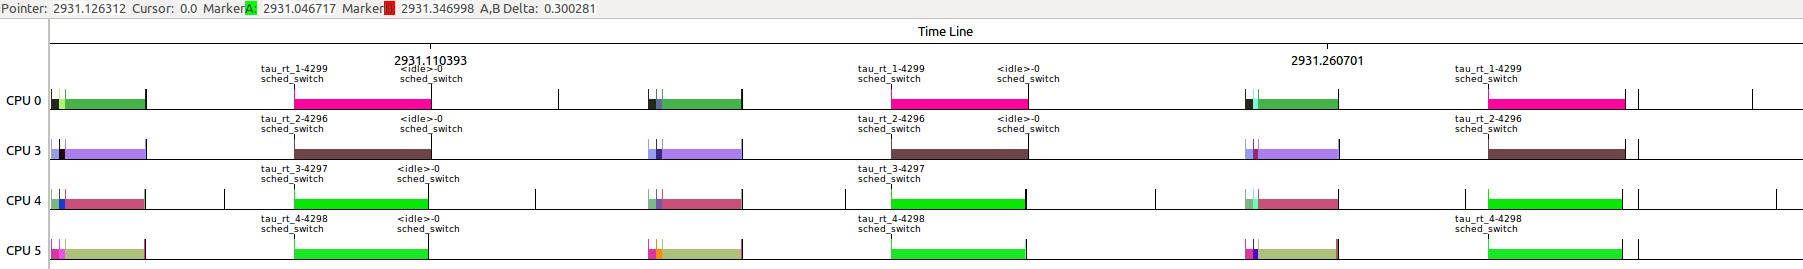 Pointer: 2931.126312 Cursor: 0.0 MarkerA: 2931.046717 MarkerB: 2931.346998 A,B Delta: 0.300281
Time Line
2931.110393 2931.260701
tau_rt_1-4299 <idle>-0 tau_rt_1-4299 <idle>-0 tau_rt_1-4299
sched_switch sched_switch sched_switch sched_switch sched_switch
CPU 0
tau_rt_2-4296 <idle>-0 tau_rt_2-4296 <idle>-0 tau_rt_2-4296
sched_switch sched_switch sched_switch sched_switch sched_switch
CPU 3
tau_rt_3-4297 <idle>-0 tau_rt_3-4297
sched_switch sched_switch sched_switch
CPU 4
tau_rt_4-4298 <idle>-0 tau_rt_4-4298 tau_rt_4-4298
sched_switch sched_switch sched_switch sched_switch
CPU 5